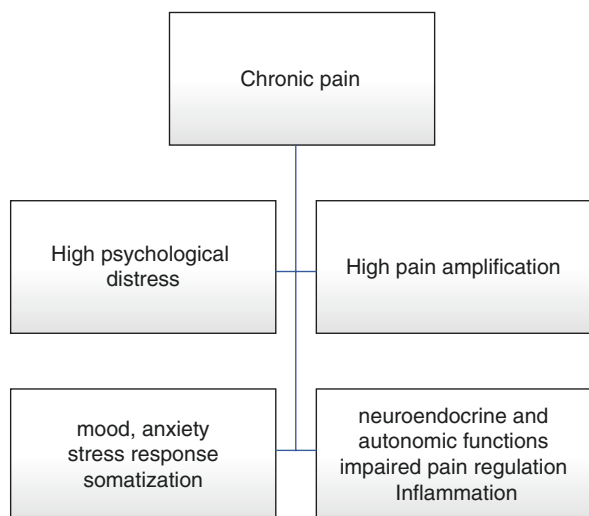 Chronic pain
High psychological
distress
High pain amplification
mood, anxiety
stress response
somatization
neuroendocrine and
autonomic functions
impaired pain regulation
Inflammation